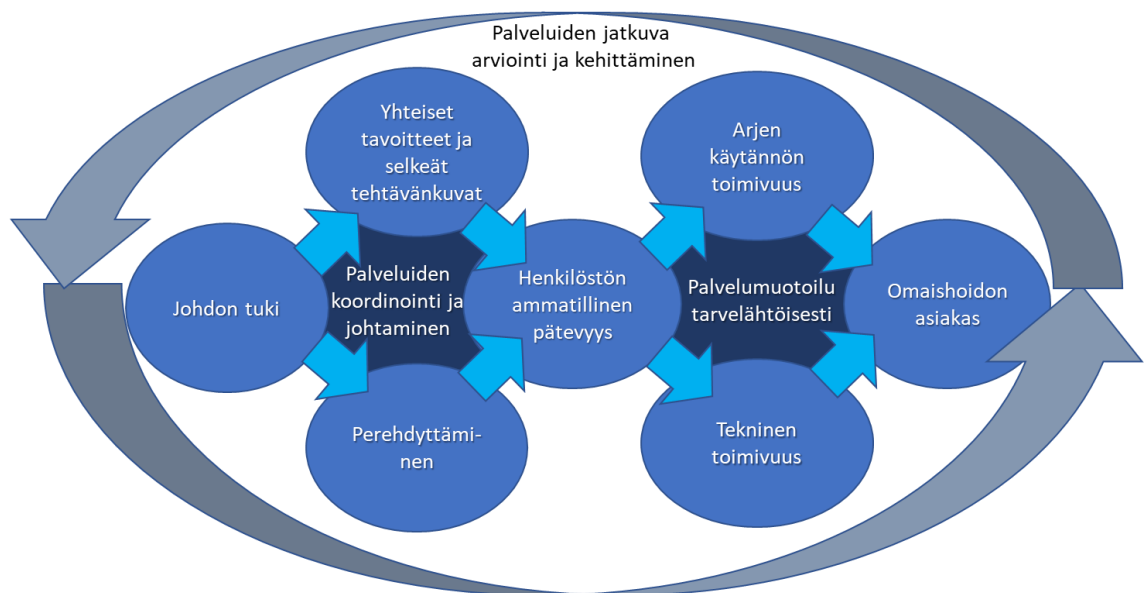 Palveluiden jatkuva
arviointi ja kehittäminen
Yhteiset
tavoitteet ja
selkeät
tehtävänkuvat
Arjen
käytännön
toimivuus
Johdon tuki
Palveluiden
koordinointi ja
johtaminen
Henkilöstön
ammatillinen
pätevyys
Palvelumuotoilu
tarvelähtöisesti
Omaishoidon
asiakas
Perehdyttämi-
nen
Tekninen
toimivuus